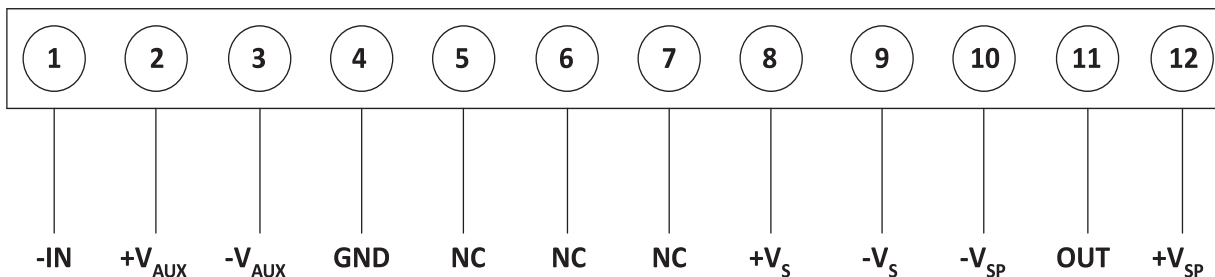 1 2 3 4 5 6 7 8 9 10 11 12
-IN +V_AUX -V_AUX GND NC NC NC +V_S -V_S -V_SP OUT +V_SP